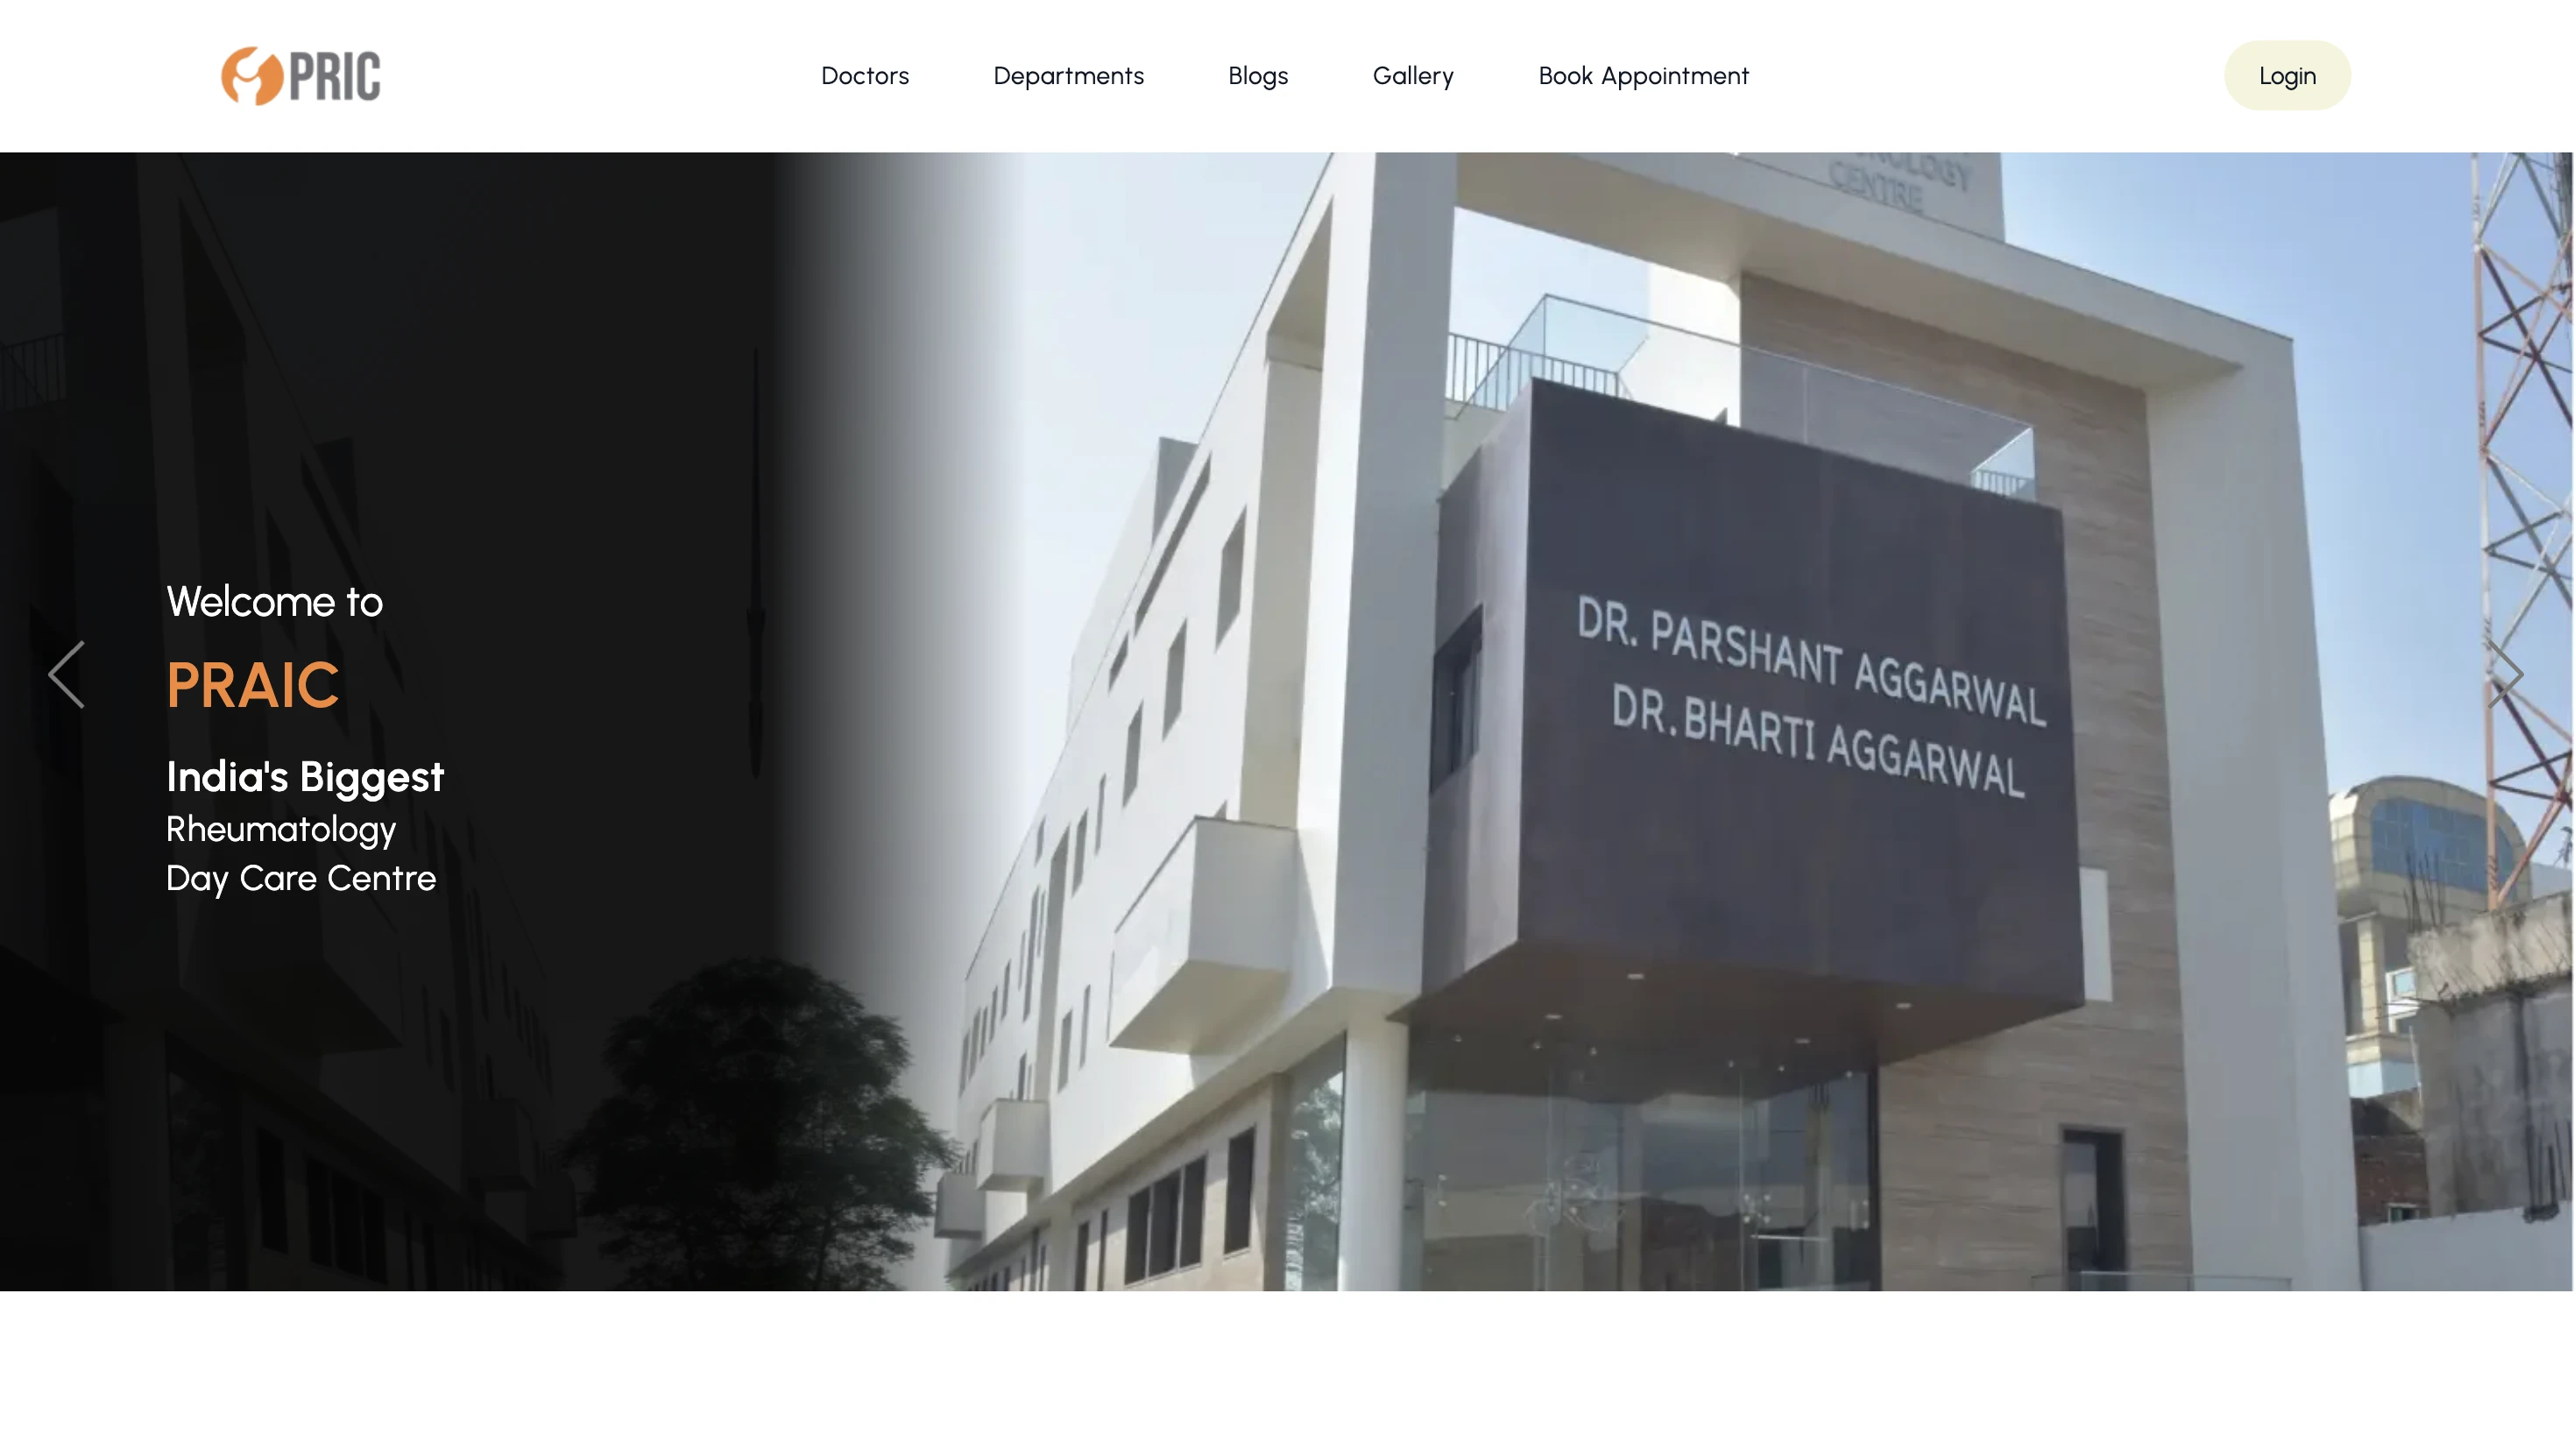 PRIC
Doctors
Departments
Blogs
Gallery
Book Appointment
Login
CENTRE
Welcome to
PRAIC
India's Biggest
Rheumatology
Day Care Centre
DR. PARSHANT AGGARWAL
DR. BHARTI AGGARWAL